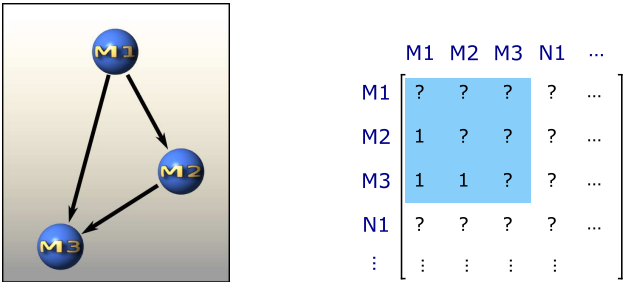 M1
M2
M3
M1 M2 M3 N1 ...
M1 ? ? ? ? ...
M2 1 ? ? ? ...
M3 1 1 ? ? ...
N1 ? ? ? ? ...
⋮ ⋮ ⋮ ⋮ ⋮